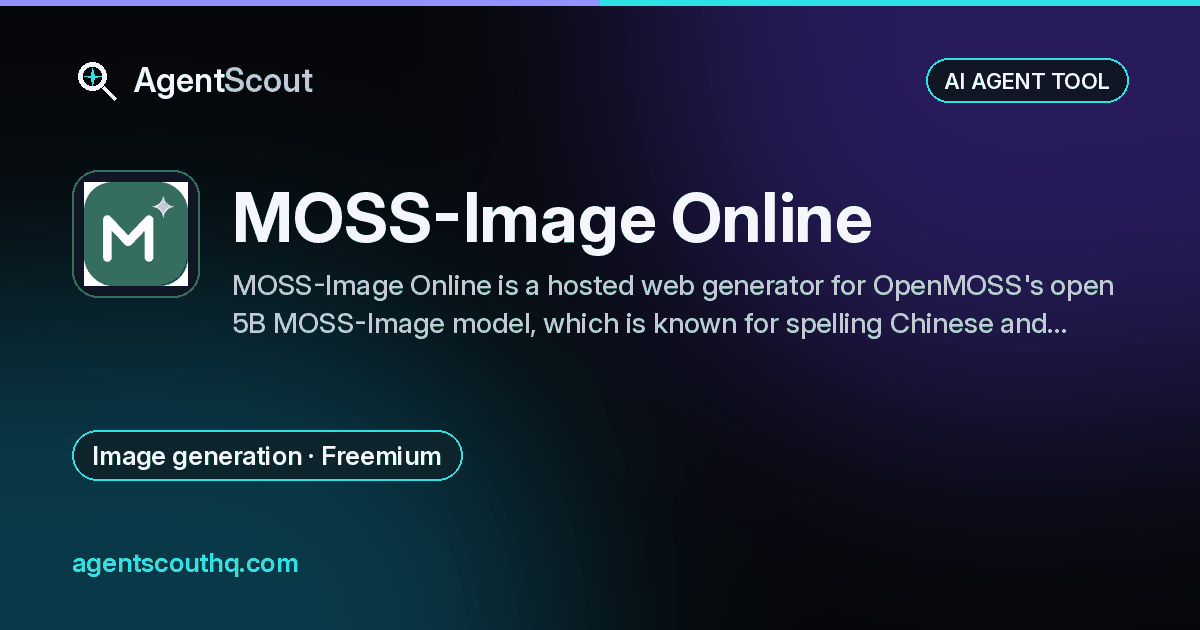 AgentScout
AI AGENT TOOL
M
MOSS-Image Online
MOSS-Image Online is a hosted web generator for OpenMOSS's open
5B MOSS-Image model, which is known for spelling Chinese and...
Image generation · Freemium
agentscouthq.com